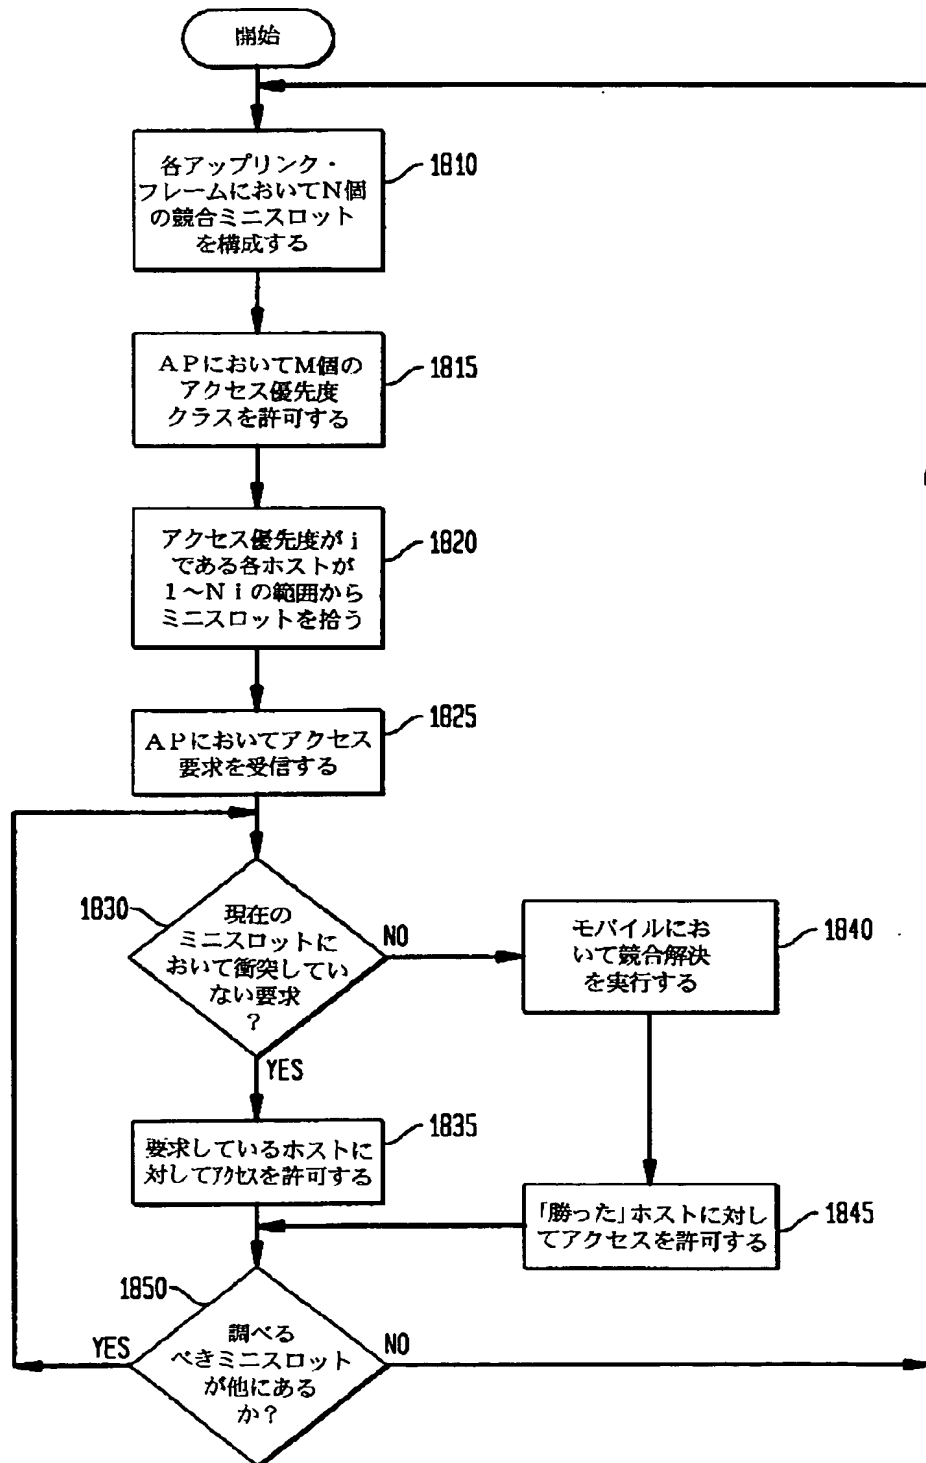 開始
各アップリンク・
フレームにおいてN個
の競合ミニスロット
を構成する
1810
APにおいてM個の
アクセス優先度
クラスを許可する
1815
アクセス優先度がi
である各ホストが
1～Niの範囲から
ミニスロットを拾う
1820
APにおいてアクセス
要求を受信する
1825
1830
現在の
ミニスロットに
おいて衝突してい
ない要求
?
NO
YES
モバイルにお
いて競合解決
を実行する
1840
要求しているホストに
対してアクセスを許可する
1835
「勝った」ホストに対し
てアクセスを許可する
1845
1850
調べる
べきミニスロット
が他にある
か?
YES
NO